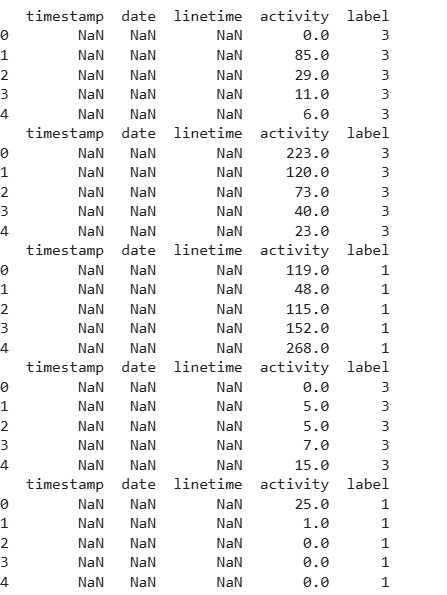 timestamp date linetime activity label
0 NaN NaN NaN 0.0 3
1 NaN NaN NaN 85.0 3
2 NaN NaN NaN 29.0 3
3 NaN NaN NaN 11.0 3
4 NaN NaN NaN 6.0 3
timestamp date linetime activity label
0 NaN NaN NaN 223.0 3
1 NaN NaN NaN 120.0 3
2 NaN NaN NaN 73.0 3
3 NaN NaN NaN 40.0 3
4 NaN NaN NaN 23.0 3
timestamp date linetime activity label
0 NaN NaN NaN 119.0 1
1 NaN NaN NaN 48.0 1
2 NaN NaN NaN 115.0 1
3 NaN NaN NaN 152.0 1
4 NaN NaN NaN 268.0 1
timestamp date linetime activity label
0 NaN NaN NaN 0.0 3
1 NaN NaN NaN 5.0 3
2 NaN NaN NaN 5.0 3
3 NaN NaN NaN 7.0 3
4 NaN NaN NaN 15.0 3
timestamp date linetime activity label
0 NaN NaN NaN 25.0 1
1 NaN NaN NaN 1.0 1
2 NaN NaN NaN 0.0 1
3 NaN NaN NaN 0.0 1
4 NaN NaN NaN 0.0 1